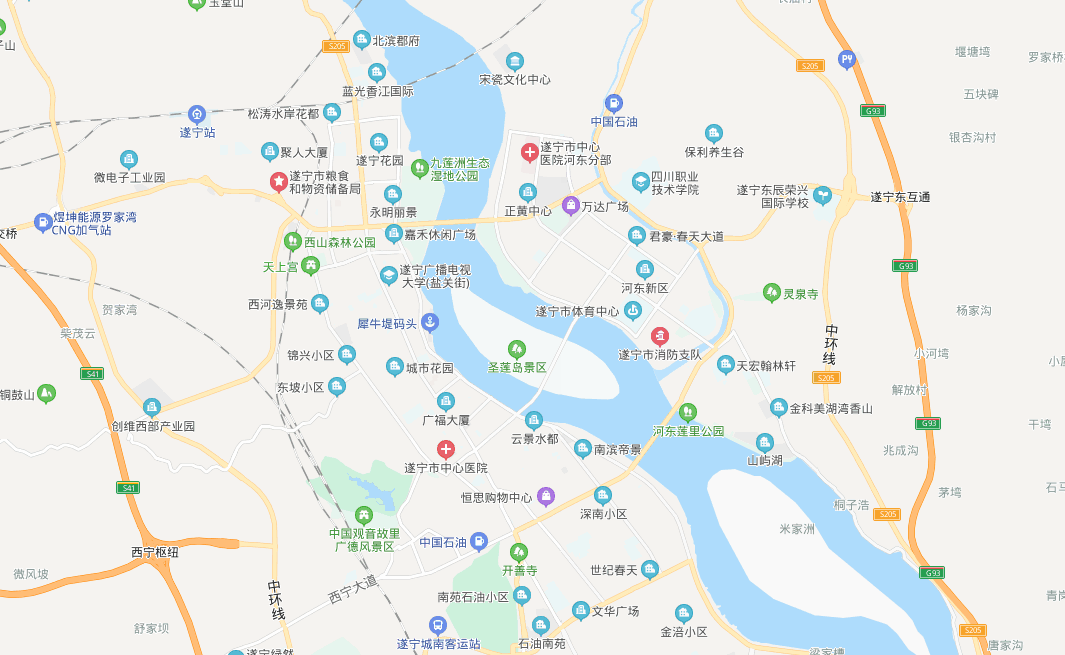 玉堂山
长庙村
北滨郡府
S205
S205
堰塘塆
罗家桥
宋瓷文化中心
PY
蓝光香江国际
五块碑
G93
松涛水岸花都
中国石油
遂宁站
保利养生谷
银杏沟村
聚人大厦
遂宁花园
遂宁市中心
医院河东分部
九莲洲生态
湿地公园
微电子工业园
遂宁市粮食
和物资储备局
四川职业
技术学院
遂宁东辰荣兴
国际学校
遂宁东互通
永明丽景
正黄中心
万达广场
煜坤能源罗家湾
CNG加气站
交桥
嘉禾休闲广场
君豪·春天大道
西山森林公园
天上宫
遂宁广播电视
大学(盐关街)
G93
河东新区
灵泉寺
西河逸景苑
贺家湾
遂宁市体育中心
杨家沟
犀牛堤码头
柴茂云
中环线
锦兴小区
遂宁市消防支队
小河塆
城市花园
圣莲岛景区
天宏翰林轩
S41
S205
东坡小区
铜鼓山
解放村
创维西部产业园
广福大厦
金科美湖湾香山
河东莲里公园
G93
干塆
云景水都
南滨帝景
山屿湖
兆成沟
遂宁市中心医院
S41
恒思购物中心
茅塆
深南小区
桐子浩
S205
米家洲
中国观音故里
广德风景区
中国石油
西宁枢纽
开善寺
世纪春天
G93
微风坡
西宁大道
中环线
南苑石油小区
文华广场
舒家坝
金涪小区
S205
遂宁城南客运站
石油南苑
唐家沟
遂宁绿然
梁家槽